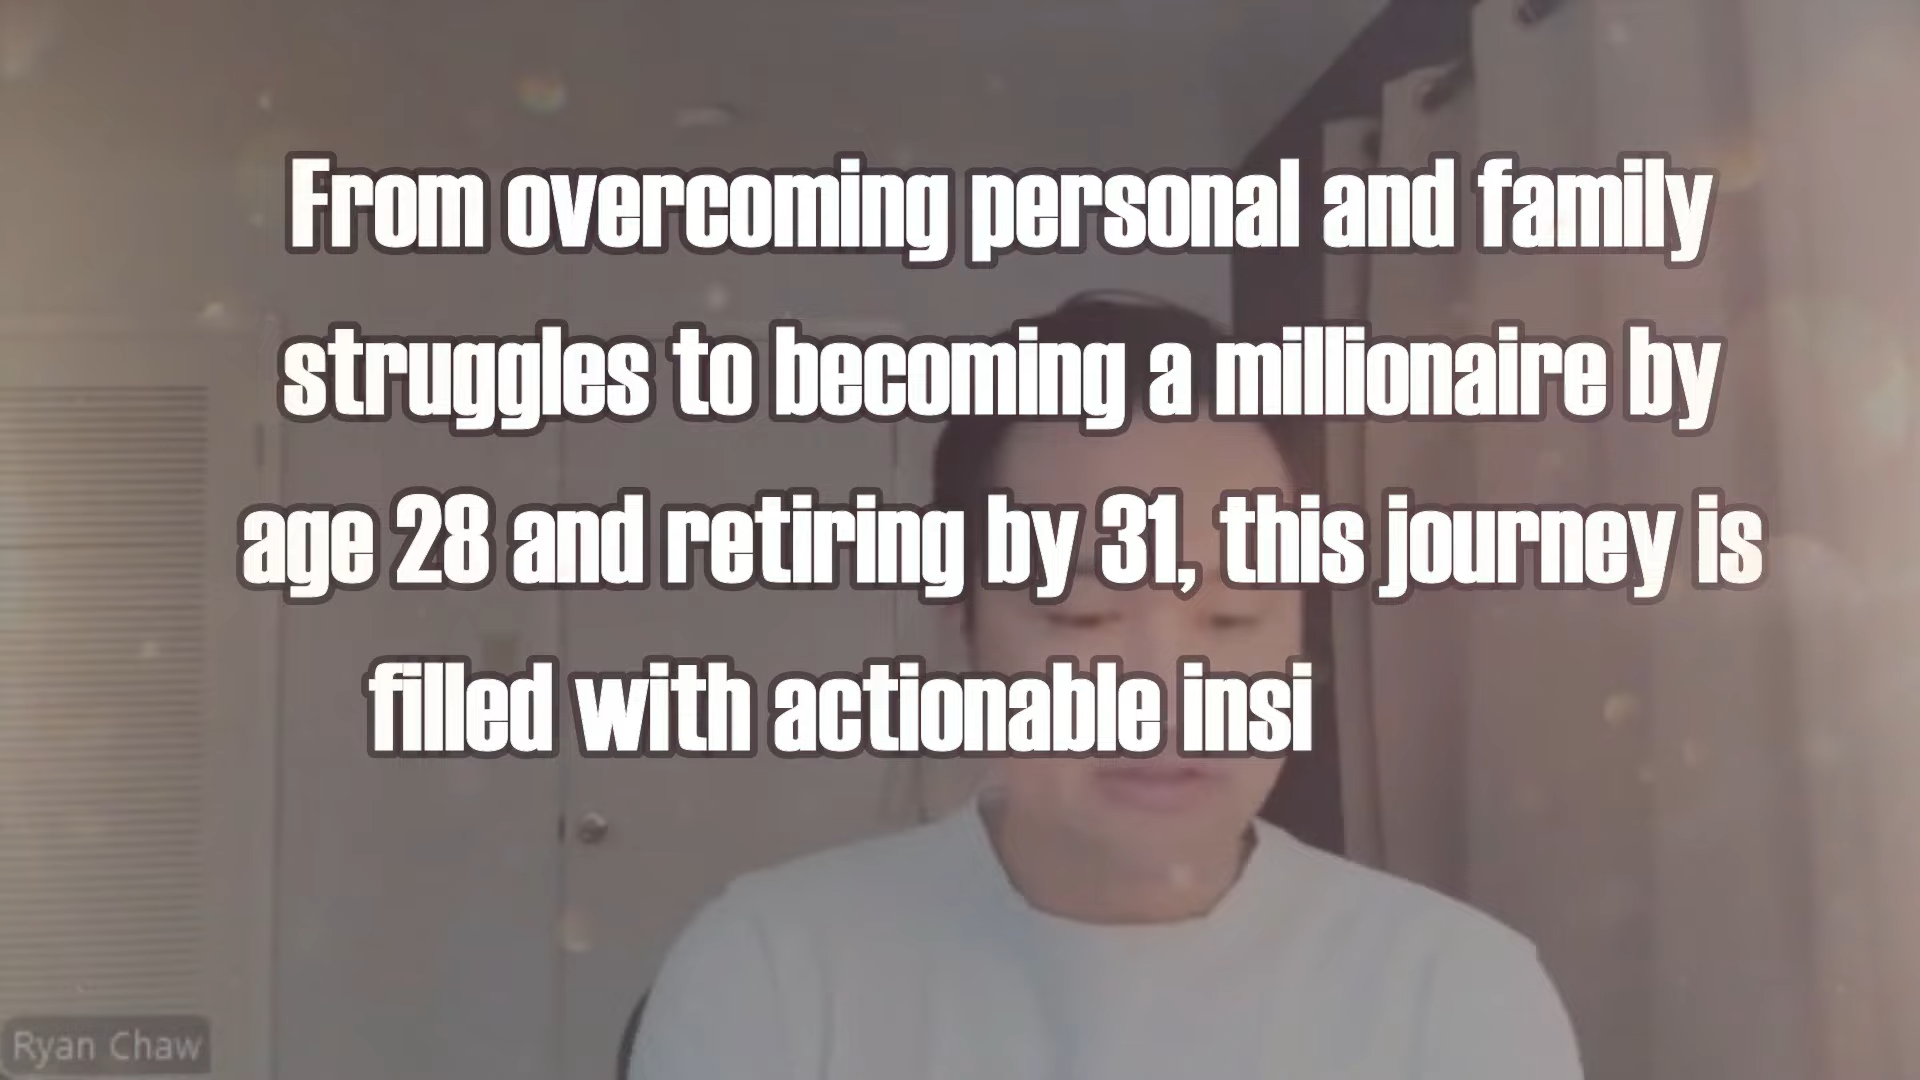 From overcoming personal and family
struggles to becoming a millionaire by
age 28 and retiring by 31, this journey is
filled with actionable insi
Ryan Chaw